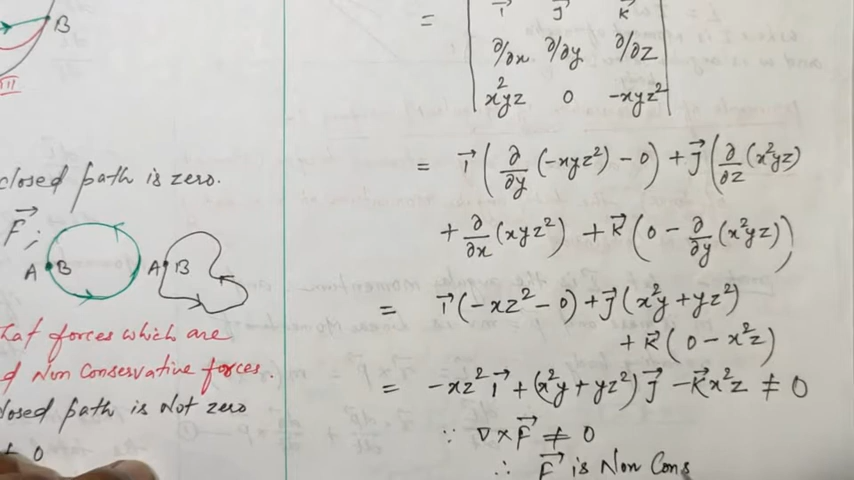 B
III
closed path is zero.
F⃗;
A B A B
that forces which are
d Non Conservative forces.
losed path is Not zero
≠ 0
= | i⃗ j⃗ k⃗ |
| ∂/∂x ∂/∂y ∂/∂z |
| x²yz 0 -xyz² |
= i⃗ ( ∂/∂y (-xyz²) - 0 ) + j⃗ ( ∂/∂z (x²yz)
+ ∂/∂x (xyz²) + k⃗ ( 0 - ∂/∂y (x²yz) )
= i⃗ (-xz² - 0) + j⃗ (x²y + yz²)
+ k⃗ ( 0 - x²z )
= -xz² i⃗ + (x²y + yz²) j⃗ - k⃗ x²z ≠ 0
∵ ∇ × F⃗ ≠ 0
∴ F⃗ is Non Cons